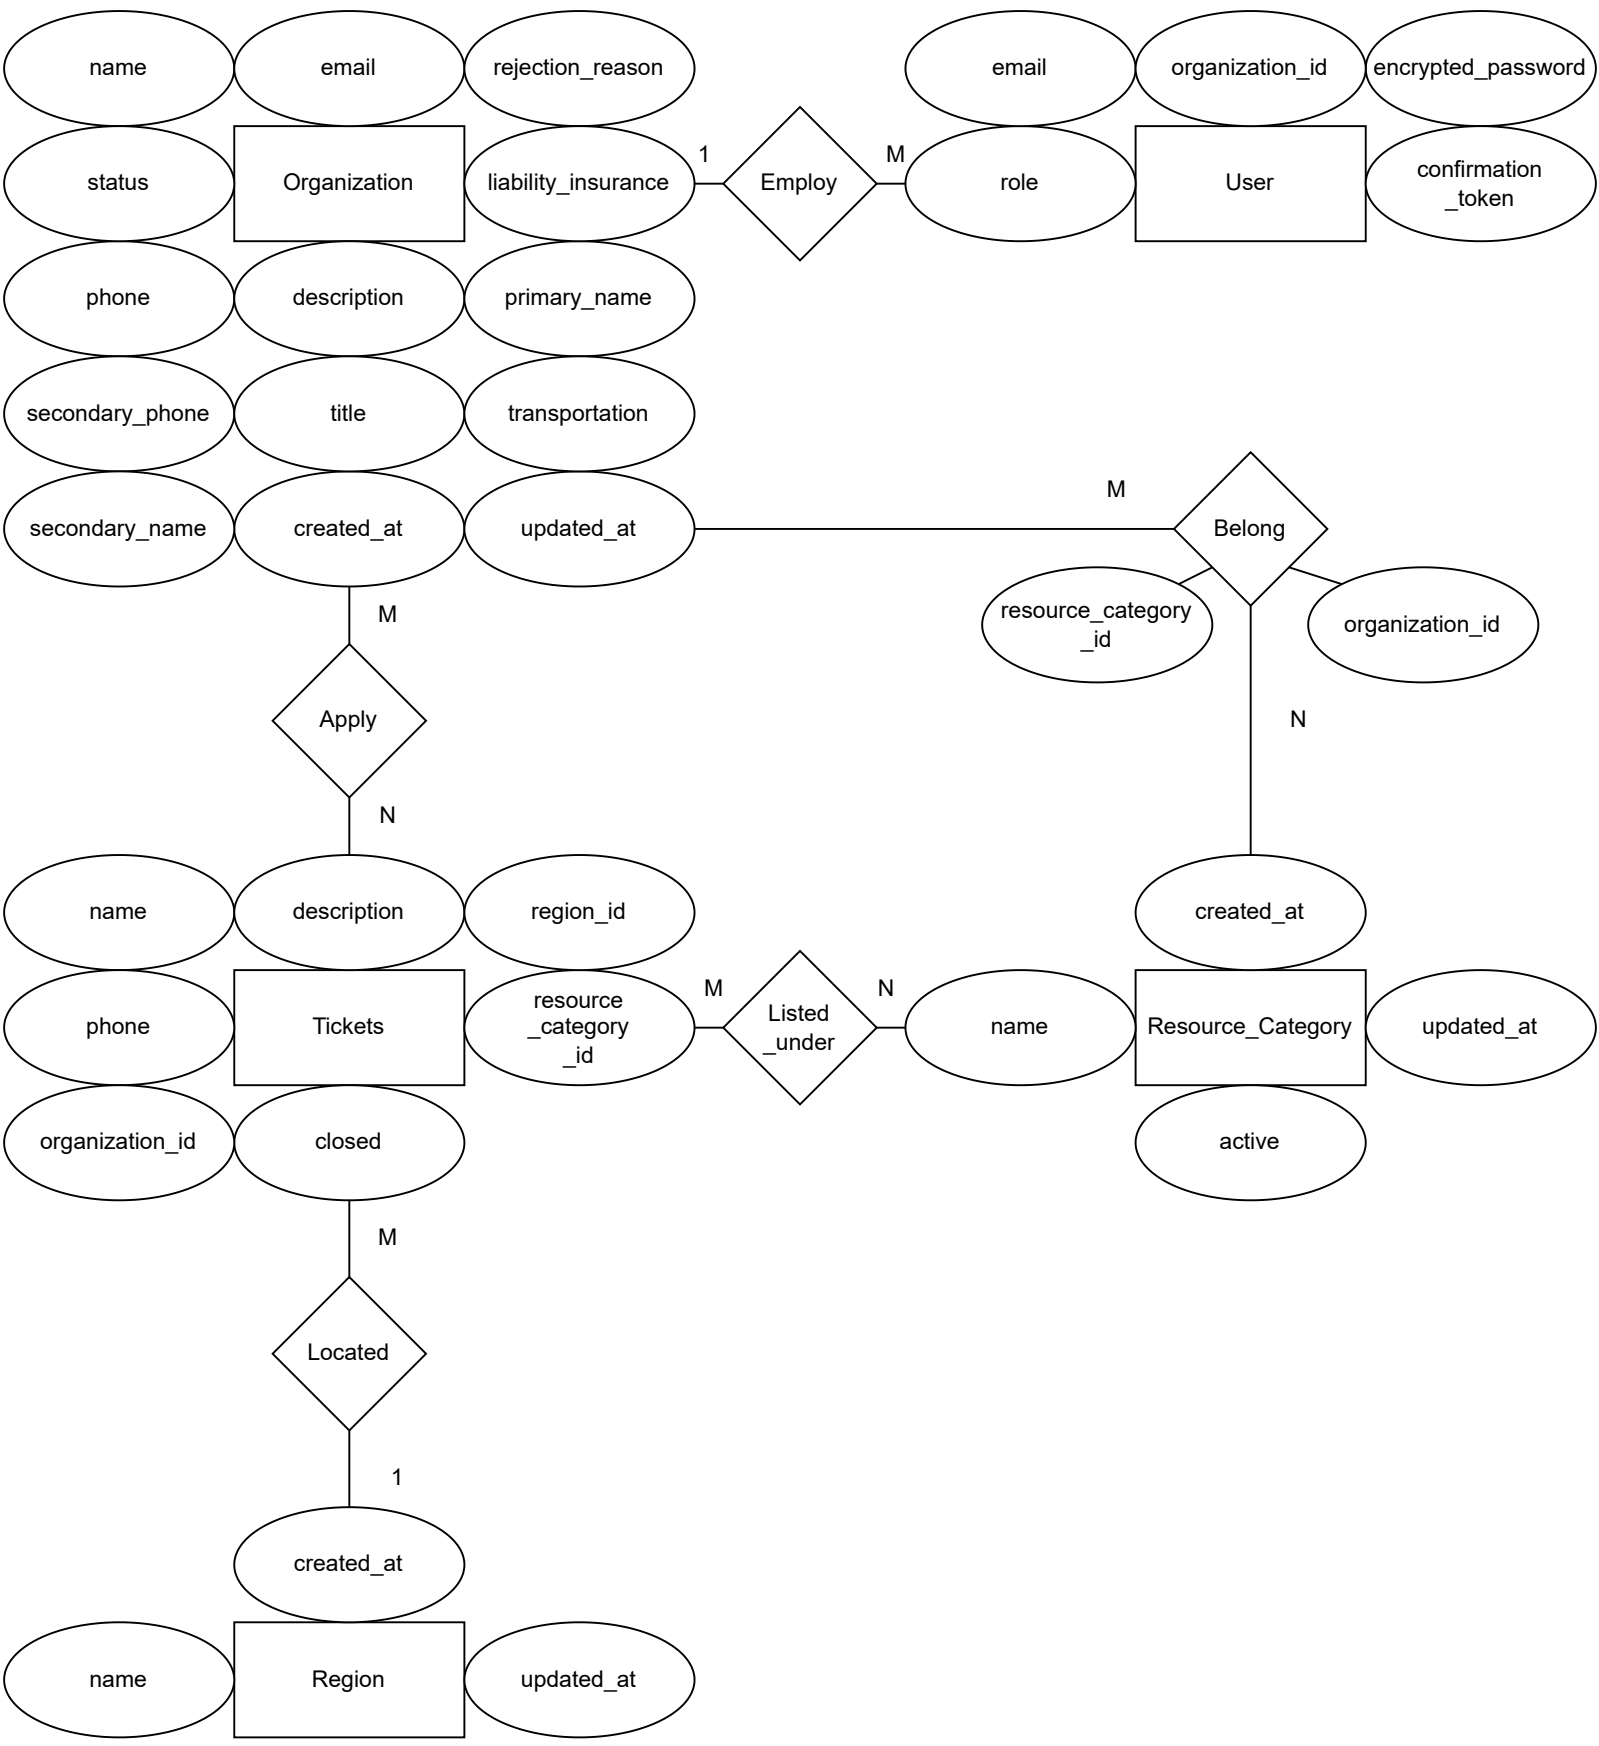 name
email
rejection_reason
email
organization_id
encrypted_password
status
Organization
liability_insurance
1
Employ
M
role
User
confirmation
_token
phone
description
primary_name
secondary_phone
title
transportation
secondary_name
created_at
updated_at
M
Belong
resource_category
_id
organization_id
M
Apply
N
N
name
description
region_id
created_at
phone
Tickets
resource
_category
_id
M
Listed
_under
N
name
Resource_Category
updated_at
organization_id
closed
active
M
Located
1
created_at
name
Region
updated_at